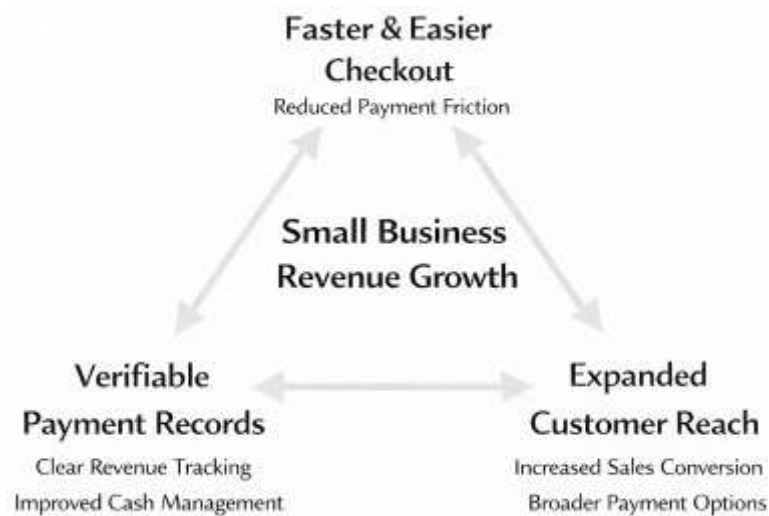 Faster & Easier
Checkout
Reduced Payment Friction
Small Business
Revenue Growth
Verifiable
Payment Records
Clear Revenue Tracking
Improved Cash Management
Expanded
Customer Reach
Increased Sales Conversion
Broader Payment Options